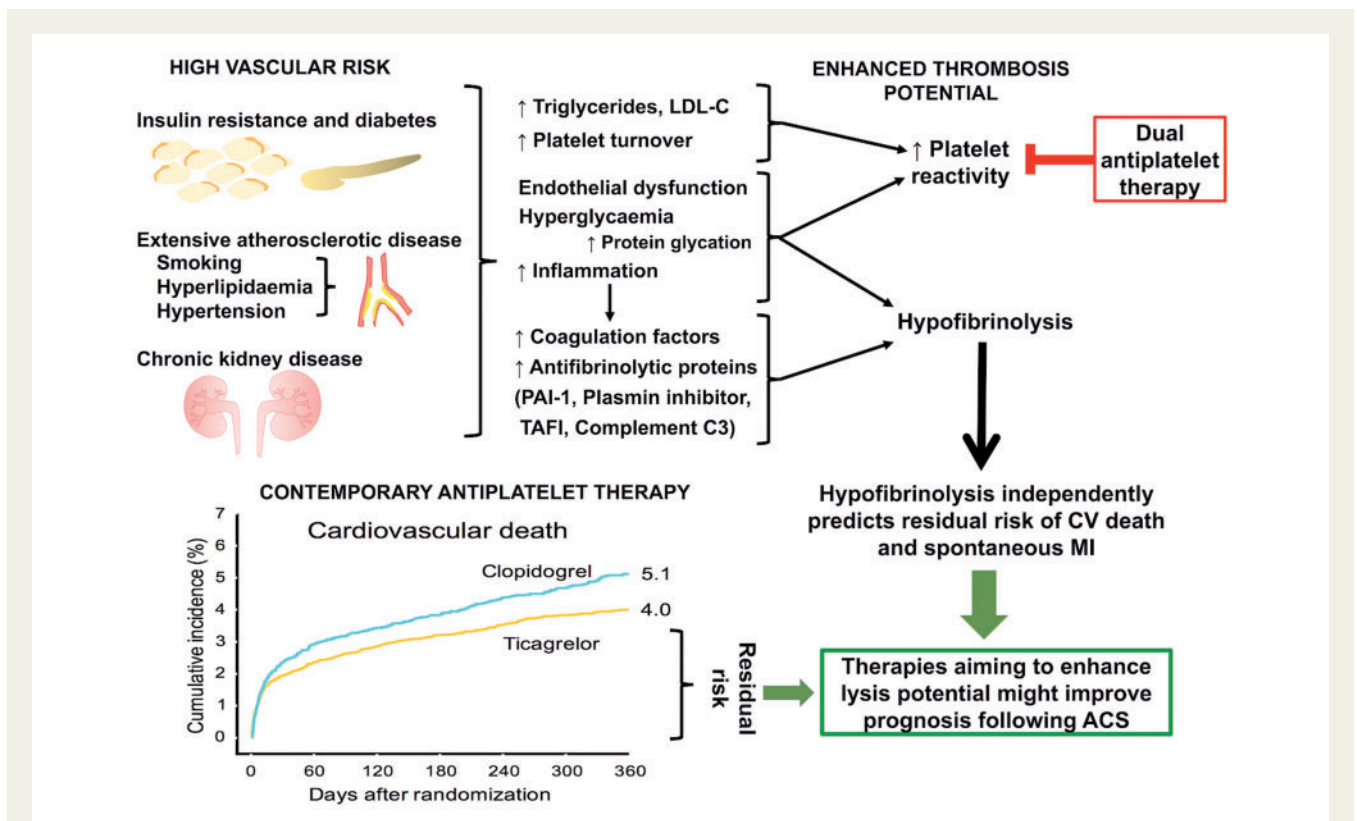 HIGH VASCULAR RISK
Insulin resistance and diabetes
Extensive atherosclerotic disease
Smoking
Hyperlipidaemia
Hypertension
Chronic kidney disease
↑ Triglycerides, LDL-C
↑ Platelet turnover
Endothelial dysfunction
Hyperglycaemia
↑ Protein glycation
↑ Inflammation
↑ Coagulation factors
↑ Antifibrinolytic proteins
(PAI-1, Plasmin inhibitor,
TAFI, Complement C3)
ENHANCED THROMBOSIS
POTENTIAL
↑ Platelet
reactivity
Dual
antiplatelet
therapy
Hypofibrinolysis
Hypofibrinolysis independently
predicts residual risk of CV death
and spontaneous MI
Therapies aiming to enhance
lysis potential might improve
prognosis following ACS
CONTEMPORARY ANTIPLATELET THERAPY
Cardiovascular death
Cumulative incidence (%)
7
6
5
4
3
2
1
0
Clopidogrel
5.1
4.0
Ticagrelor
Residual
risk
0 60 120 180 240 300 360
Days after randomization